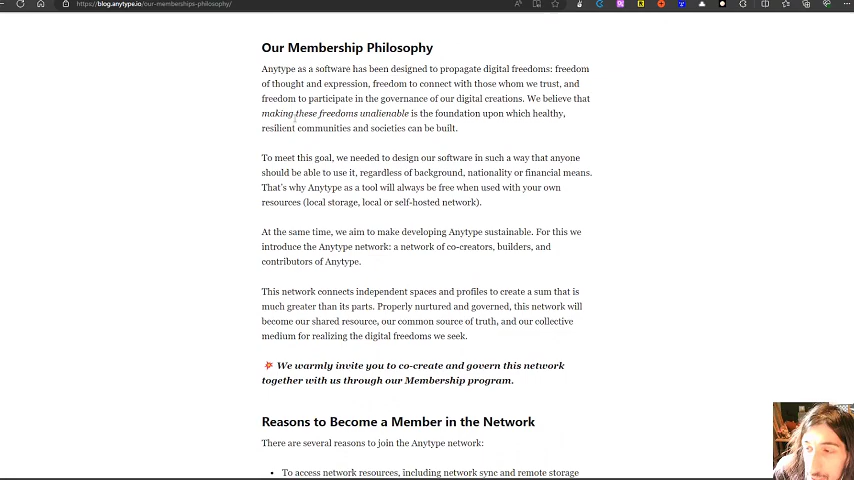 https://blog.anytype.io/our-memberships-philosophy/
Our Membership Philosophy
Anytype as a software has been designed to propagate digital freedoms: freedom
of thought and expression, freedom to connect with those whom we trust, and
freedom to participate in the governance of our digital creations. We believe that
making these freedoms unalienable is the foundation upon which healthy,
resilient communities and societies can be built.
To meet this goal, we needed to design our software in such a way that anyone
should be able to use it, regardless of background, nationality or financial means.
That's why Anytype as a tool will always be free when used with your own
resources (local storage, local or self-hosted network).
At the same time, we aim to make developing Anytype sustainable. For this we
introduce the Anytype network: a network of co-creators, builders, and
contributors of Anytype.
This network connects independent spaces and profiles to create a sum that is
much greater than its parts. Properly nurtured and governed, this network will
become our shared resource, our common source of truth, and our collective
medium for realizing the digital freedoms we seek.
We warmly invite you to co-create and govern this network
together with us through our Membership program.
Reasons to Become a Member in the Network
There are several reasons to join the Anytype network:
• To access network resources, including network sync and remote storage